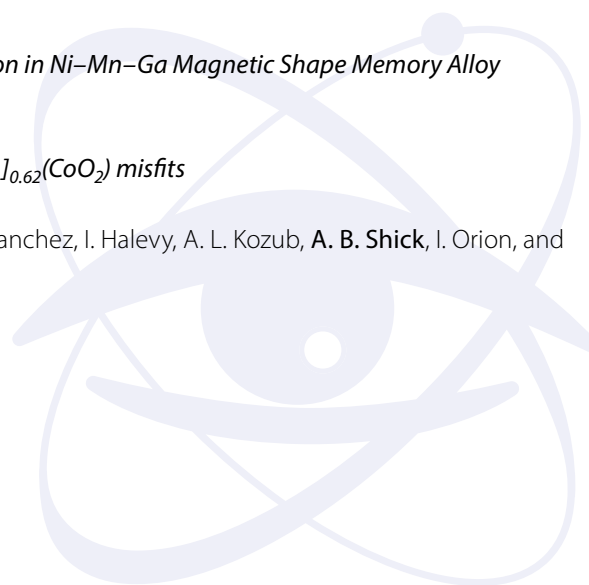 on in Ni–Mn–Ga Magnetic Shape Memory Alloy
]0.62(CoO2) misfits
anchez, I. Halevy, A. L. Kozub, A. B. Shick, I. Orion, and